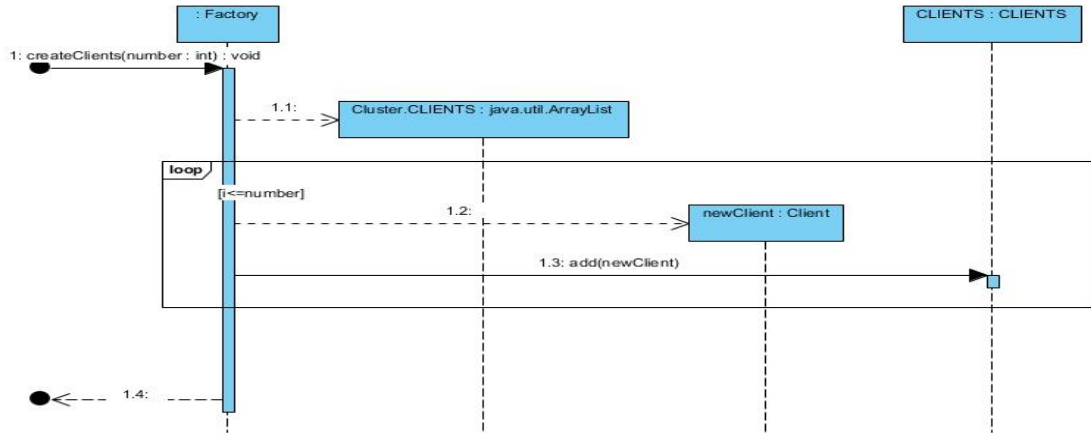 : Factory
CLIENTS : CLIENTS
1: createClients(number : int) : void
1.1:
Cluster.CLIENTS : java.util.ArrayList
loop
[i<=number]
1.2:
newClient : Client
1.3: add(newClient)
1.4: